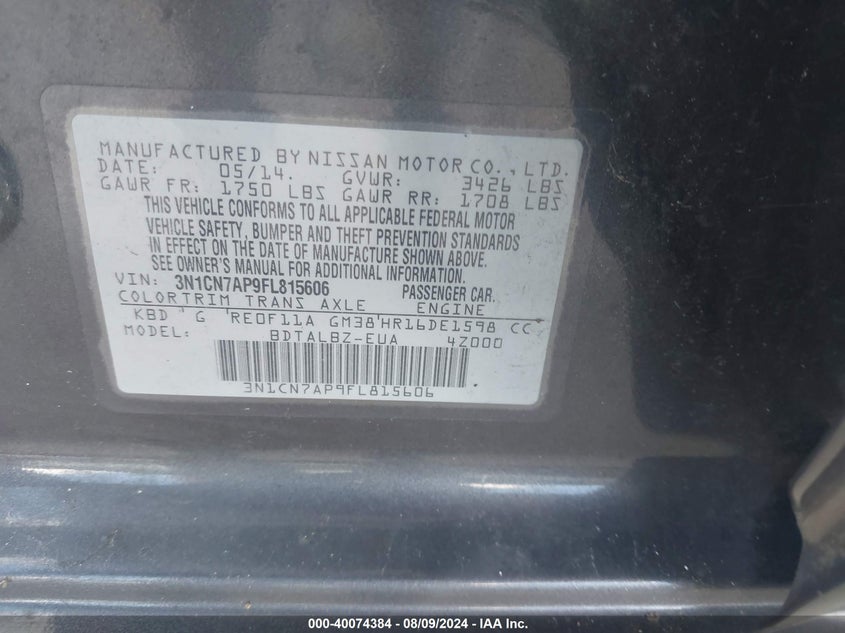 MANUFACTURED BY NISSAN MOTOR CO., LTD.
DATE: 05/14. GVWR: 3426 LBS
GAWR FR: 1750 LBS GAWR RR: 1708 LBS
THIS VEHICLE CONFORMS TO ALL APPLICABLE FEDERAL MOTOR
VEHICLE SAFETY, BUMPER AND THEFT PREVENTION STANDARDS
IN EFFECT ON THE DATE OF MANUFACTURE SHOWN ABOVE.
SEE OWNER'S MANUAL FOR ADDITIONAL INFORMATION.
VIN: 3N1CN7AP9FL815606 PASSENGER CAR.
COLORTRIM TRANS AXLE ENGINE
KBD G RE0F11A GM38 HR16DE1598 CC
MODEL: BDTALBZ-EUA 4Z000
3N1CN7AP9FL815606
000-40074384 - 08/09/2024 - IAA Inc.